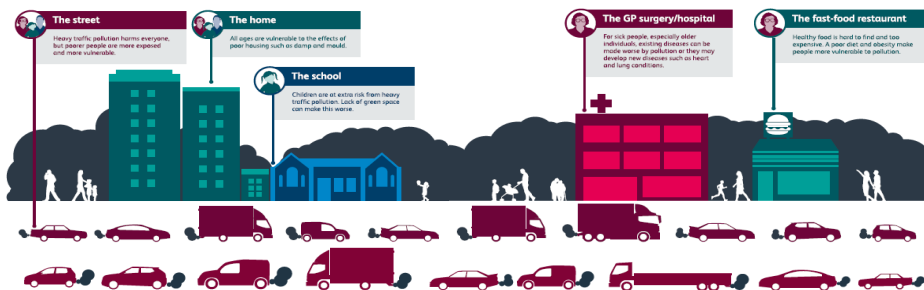 The street
Heavy traffic pollution harms everyone,
but poorer people are more exposed
and more vulnerable.
The home
All ages are vulnerable to the effects of
poor housing such as damp and mould.
The school
Children are at extra risk from heavy
traffic pollution. Lack of green space
can make this worse.
The GP surgery/hospital
For sick people, especially older
individuals, existing diseases can be
made worse by pollution or they may
develop new diseases such as heart
and lung conditions.
The fast-food restaurant
Healthy food is hard to find and too
expensive. A poor diet and obesity make
people more vulnerable to pollution.